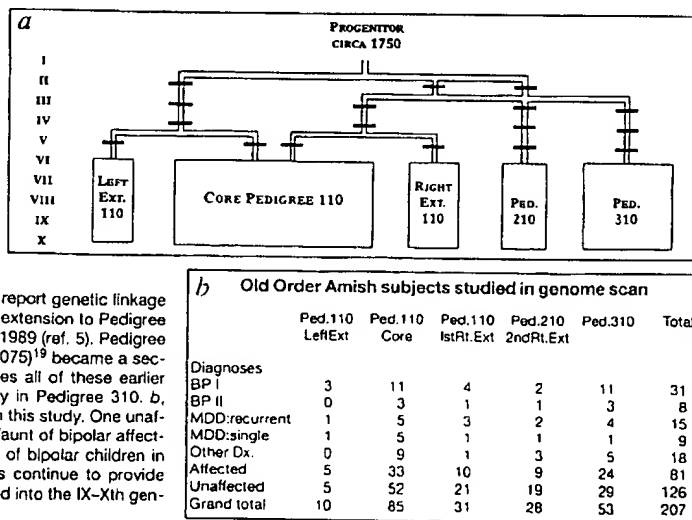 a
PROGENITOR
CIRCA 1750
I
II
III
IV
V
VI
VII
VIII
IX
X
LEFT
EXT.
110
CORE PEDIGREE 110
RIGHT
EXT.
110
PED.
210
PED.
310
report genetic linkage
extension to Pedigree
1989 (ref. 5). Pedigree
075)19 became a sec-
es all of these earlier
y in Pedigree 310. b,
n this study. One unaf-
aunt of bipolar affect-
of bipolar children in
s continue to provide
d into the IX–Xth gen-
b Old Order Amish subjects studied in genome scan
Ped.110 Ped.110 Ped.110 Ped.210 Ped.310 Total
LeftExt Core IstRt.Ext 2ndRt.Ext
Diagnoses
BP I 3 11 4 2 11 31
BP II 0 3 1 1 3 8
MDD:recurrent 1 5 3 2 4 15
MDD:single 1 5 1 1 1 9
Other Dx. 0 9 1 3 5 18
Affected 5 33 10 9 24 81
Unaffected 5 52 21 19 29 126
Grand total 10 85 31 28 53 207